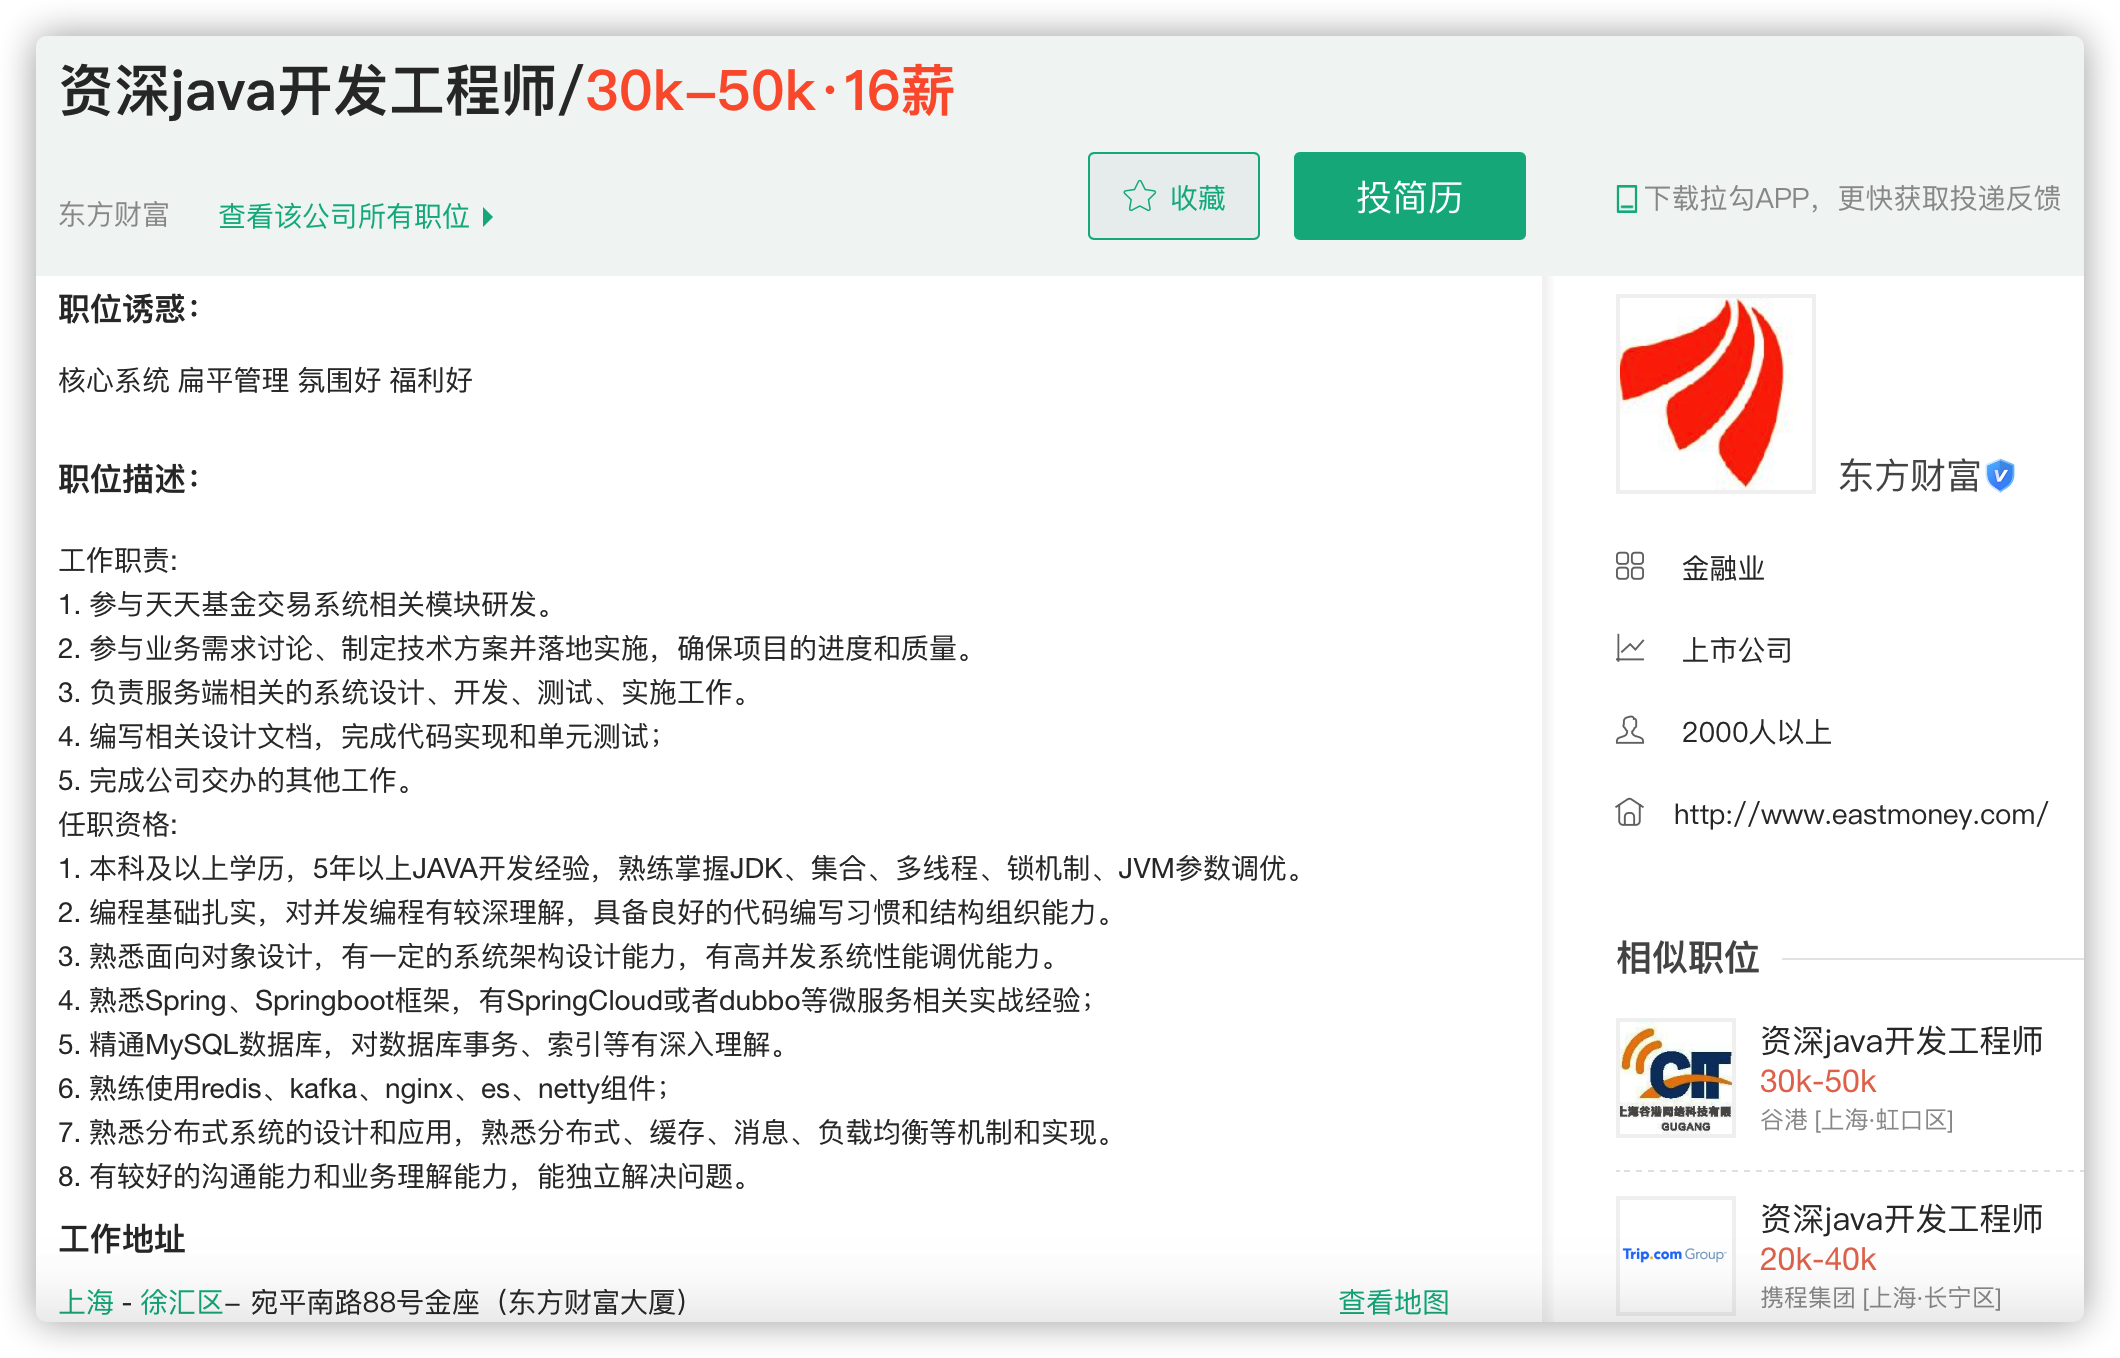 资深java开发工程师/30k-50k·16薪
东方财富 查看该公司所有职位
收藏
投简历
下载拉勾APP，更快获取投递反馈
职位诱惑：
核心系统 扁平管理 氛围好 福利好
职位描述：
工作职责:
1. 参与天天基金交易系统相关模块研发。
2. 参与业务需求讨论、制定技术方案并落地实施，确保项目的进度和质量。
3. 负责服务端相关的系统设计、开发、测试、实施工作。
4. 编写相关设计文档，完成代码实现和单元测试；
5. 完成公司交办的其他工作。
任职资格:
1. 本科及以上学历，5年以上JAVA开发经验，熟练掌握JDK、集合、多线程、锁机制、JVM参数调优。
2. 编程基础扎实，对并发编程有较深理解，具备良好的代码编写习惯和结构组织能力。
3. 熟悉面向对象设计，有一定的系统架构设计能力，有高并发系统性能调优能力。
4. 熟悉Spring、Springboot框架，有SpringCloud或者dubbo等微服务相关实战经验；
5. 精通MySQL数据库，对数据库事务、索引等有深入理解。
6. 熟练使用redis、kafka、nginx、es、netty组件；
7. 熟悉分布式系统的设计和应用，熟悉分布式、缓存、消息、负载均衡等机制和实现。
8. 有较好的沟通能力和业务理解能力，能独立解决问题。
工作地址
上海 - 徐汇区– 宛平南路88号金座（东方财富大厦）
查看地图
东方财富
V
金融业
上市公司
2000人以上
http://www.eastmoney.com/
相似职位
CIT
上海谷港网络科技有限
GUGANG
资深java开发工程师
30k-50k
谷港 [上海·虹口区]
Trip.com Group
资深java开发工程师
20k-40k
携程集团 [上海·长宁区]